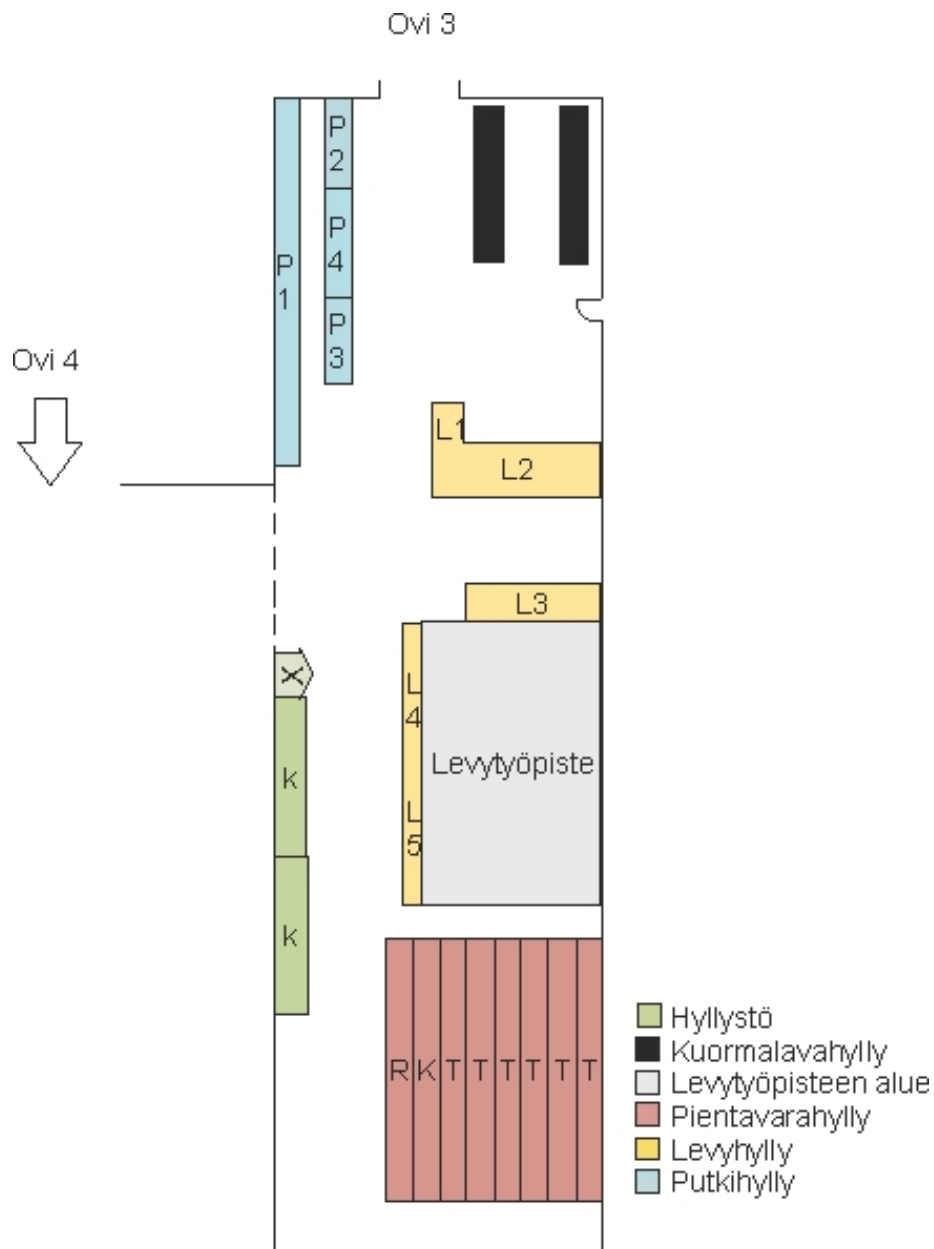 Ovi 3
P
2
P
4
P
1
P
3
Ovi 4
L1
L2
L3
X
L
4
k
Levytyöpiste
L
5
k
R K T T T T T T
Hyllystö
Kuormalavahylly
Levytyöpisteen alue
Pientavarahylly
Levyhylly
Putkihylly